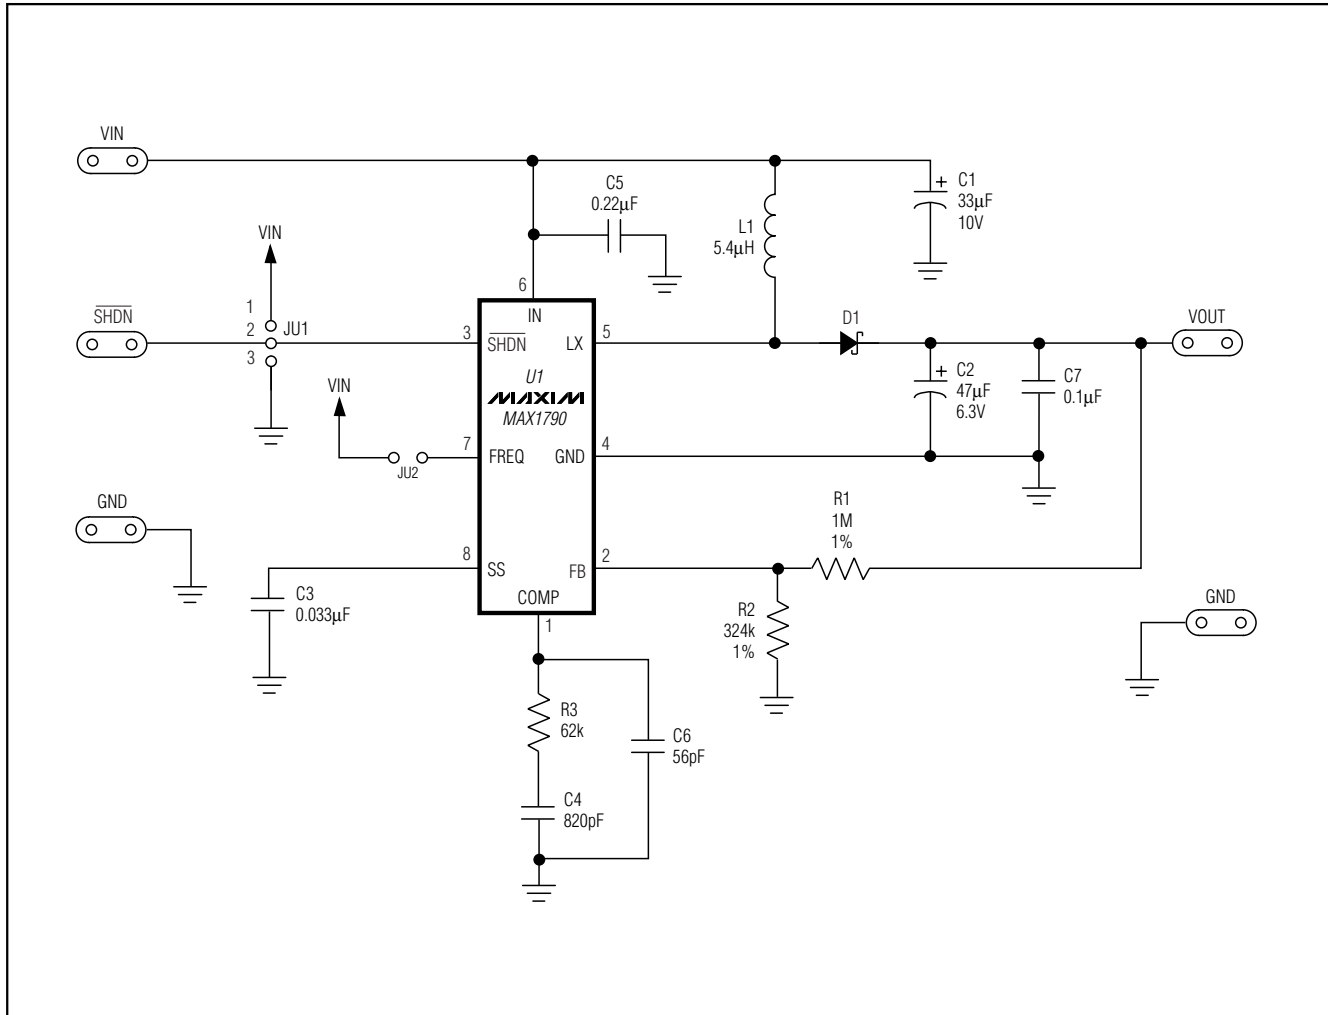 VIN
C5
0.22μF
+ C1
33μF
10V
L1
5.4μH
VIN
6
IN
1
2
3
JU1
SHDN
3
SHDN
LX
5
D1
VOUT
U1
MAXIM
MAX1790
+ C2
47μF
6.3V
C7
0.1μF
VIN
JU2
7
FREQ
GND
4
GND
R1
1M
1%
8
SS
FB
2
C3
0.033μF
COMP
1
R2
324k
1%
GND
R3
62k
C6
56pF
C4
820pF